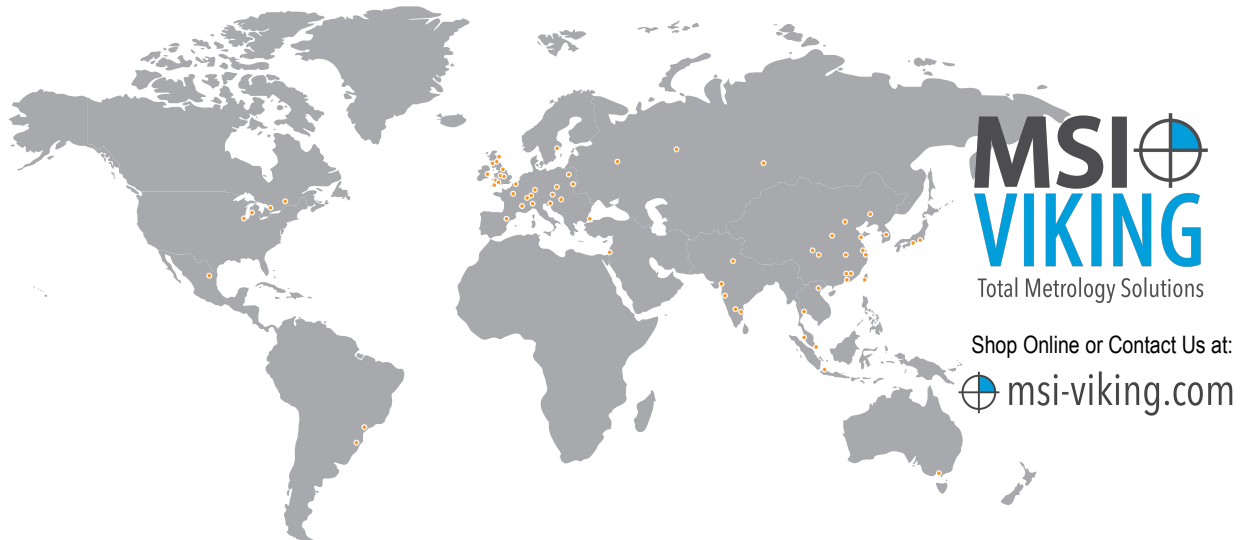 MSI
VIKING
Total Metrology Solutions
Shop Online or Contact Us at:
msi-viking.com